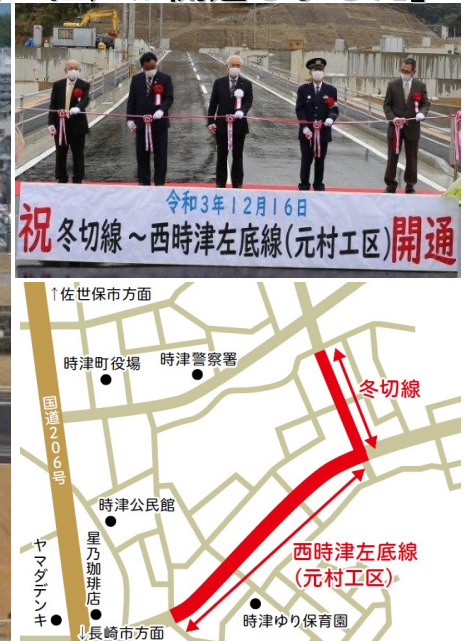 令和3年12月16日
祝 冬切線～西時津左底線(元村工区)開通
↑佐世保市方面
時津町役場
時津警察署
国道206号
冬切線
時津公民館
星乃珈琲店
ヤマダデンキ
西時津左底線
(元村工区)
↓長崎市方面
時津ゆり保育園